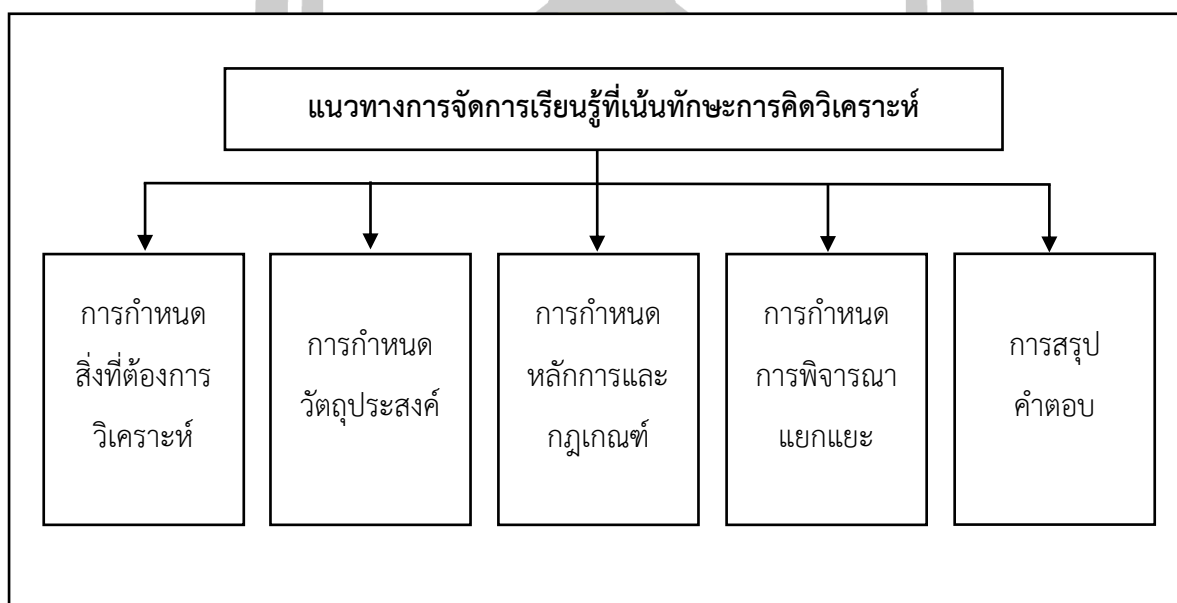 แนวทางการจัดการเรียนรู้ที่เน้นทักษะการคิดวิเคราะห์
การกำหนด
สิ่งที่ต้องการ
วิเคราะห์
การกำหนด
วัตถุประสงค์
การกำหนด
หลักการและ
กฎเกณฑ์
การกำหนด
การพิจารณา
แยกแยะ
การสรุป
คำตอบ